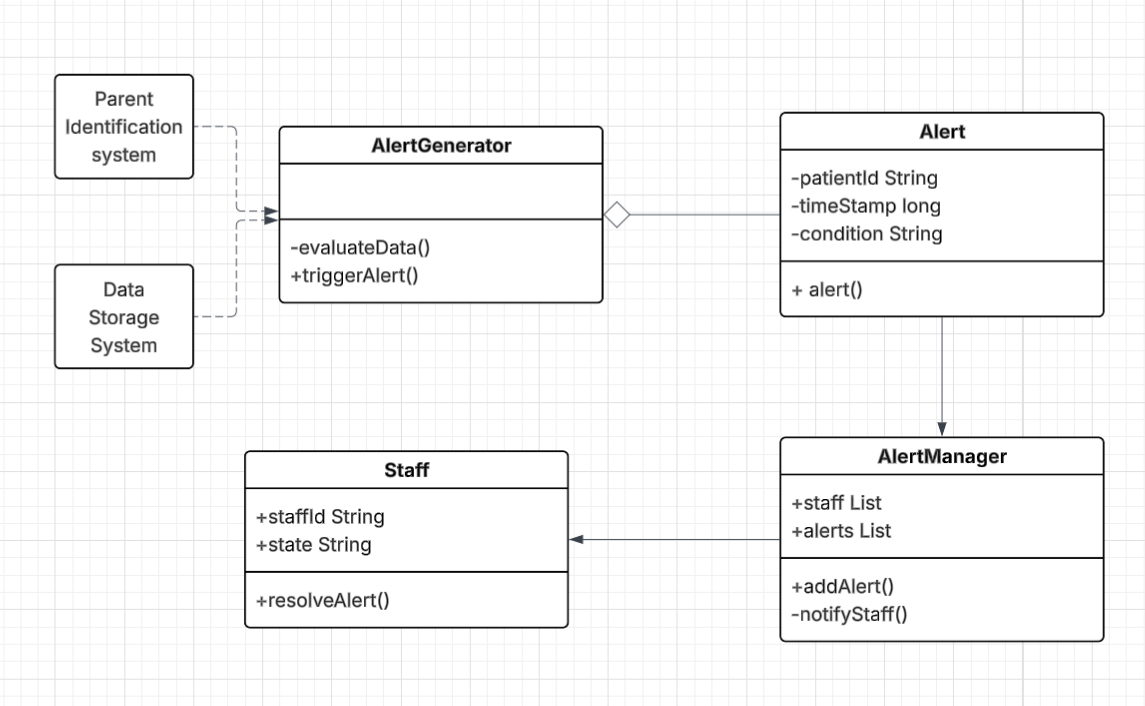 Parent
Identification
system
AlertGenerator
-evaluateData()
+triggerAlert()
Alert
-patientId String
-timeStamp long
-condition String
+ alert()
Data
Storage
System
Staff
+staffId String
+state String
+resolveAlert()
AlertManager
+staff List
+alerts List
+addAlert()
-notifyStaff()